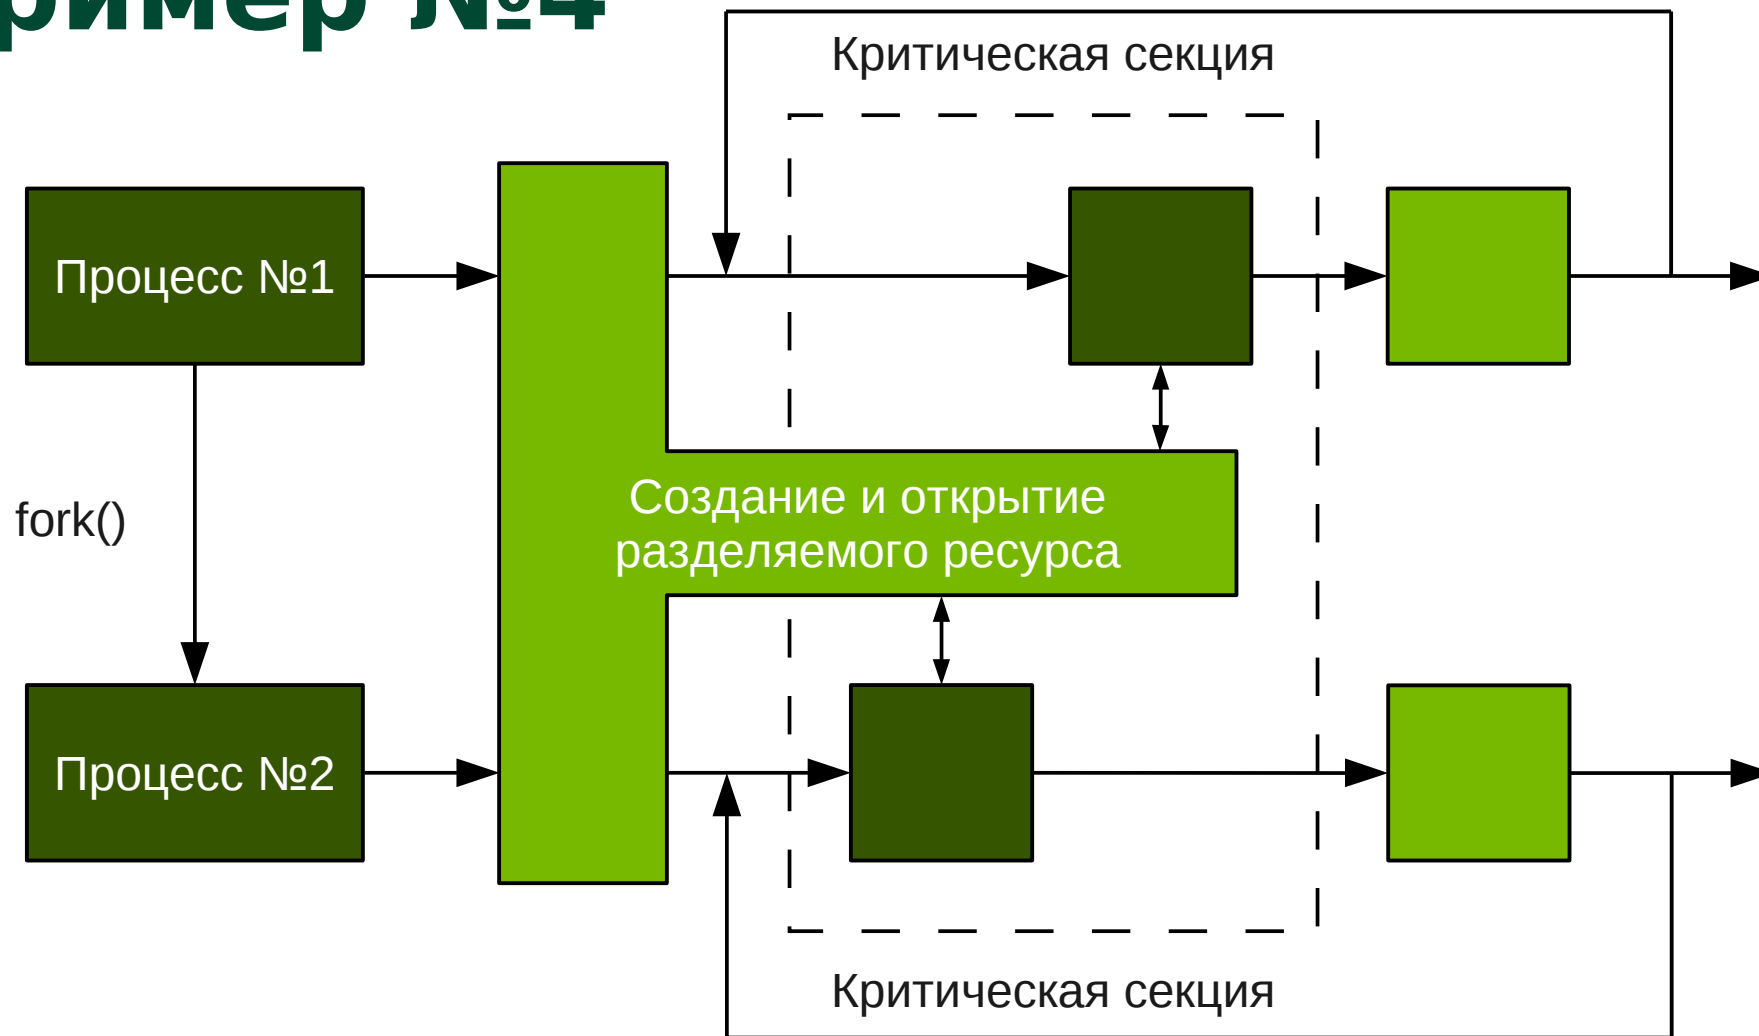 ример №4
Критическая секция
Процесс №1
Создание и открытие
разделяемого ресурса
fork()
Процесс №2
Критическая секция